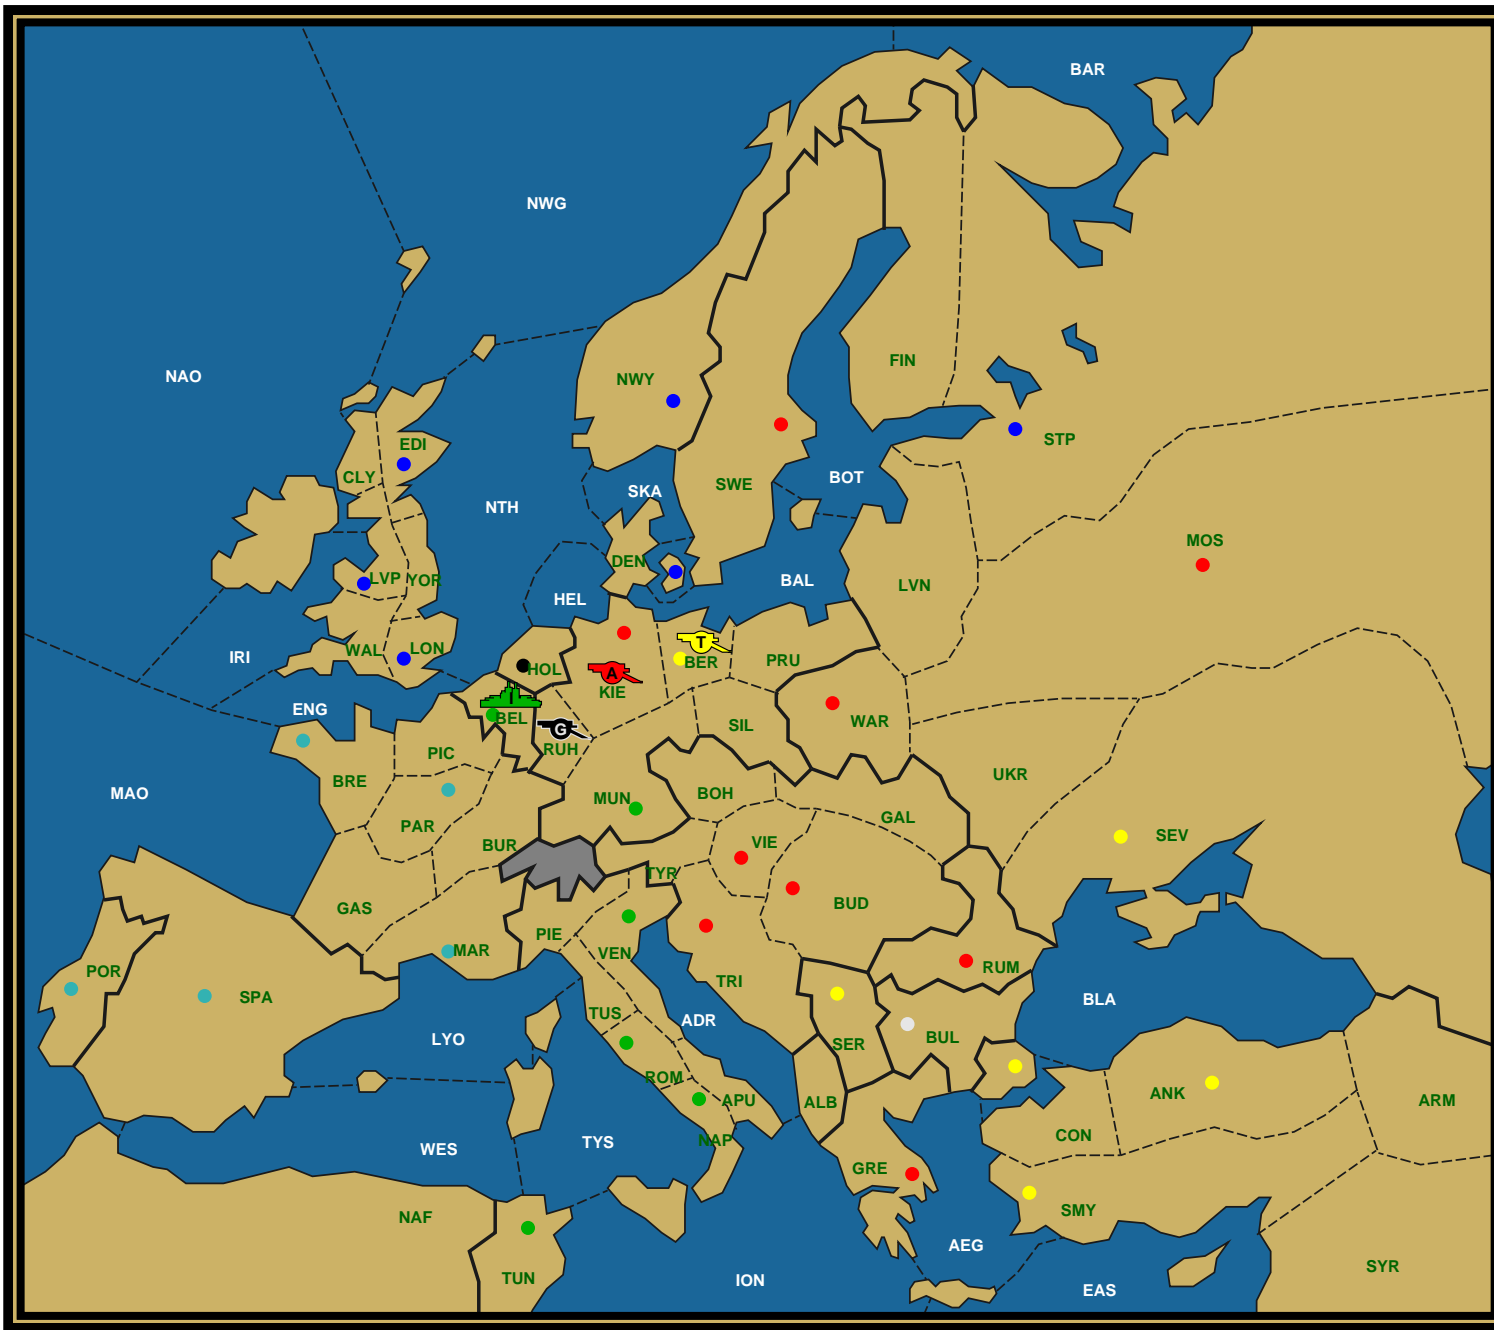 BAR
NWG
NAO
FIN
NWY
STP
EDI
CLY
SWE
BOT
SKA
NTH
MOS
DEN
LVP
YOR
BAL
LVN
HEL
IRI
WAL
LON
HOL
T
BER
PRU
A
KIE
ENG
I
BEL
G
RUH
SIL
WAR
PIC
BRE
UKR
MAO
MUN
BOH
PAR
GAL
SEV
BUR
VIE
TYR
BUD
GAS
PIE
VEN
MAR
POR
SPA
TRI
RUM
BLA
TUS
ADR
LYO
SER
BUL
ROM
APU
ALB
ANK
ARM
CON
NAP
TYS
WES
GRE
SMY
NAF
AEG
SYR
TUN
ION
EAS